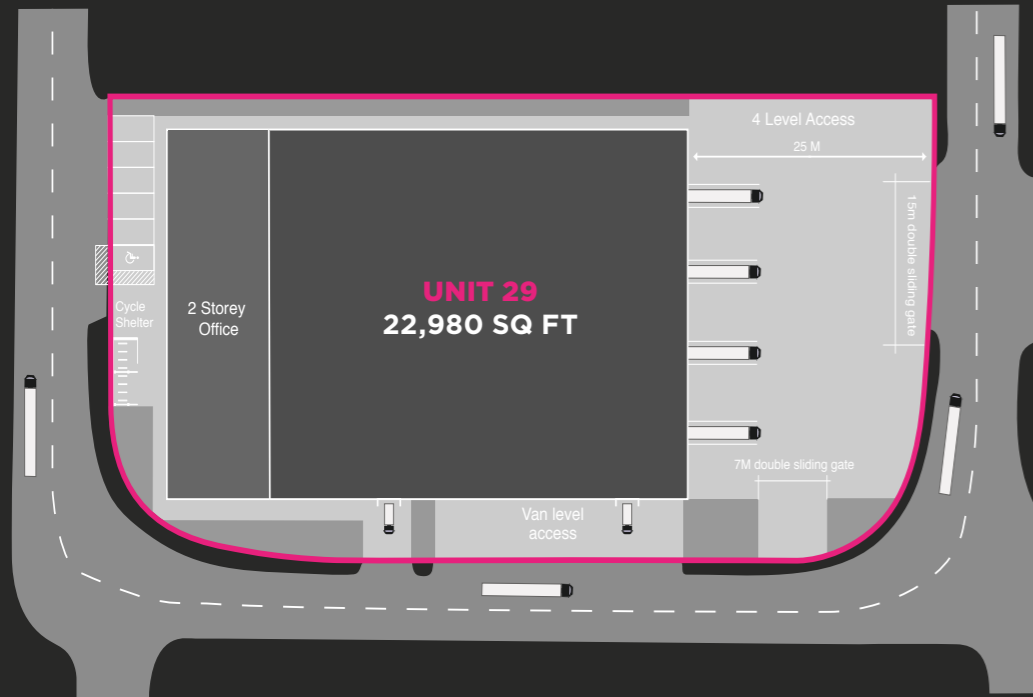 4 Level Access
25 M
15m double sliding gate
Cycle
Shelter
2 Storey
Office
UNIT 29
22,980 SQ FT
7M double sliding gate
Van level
access